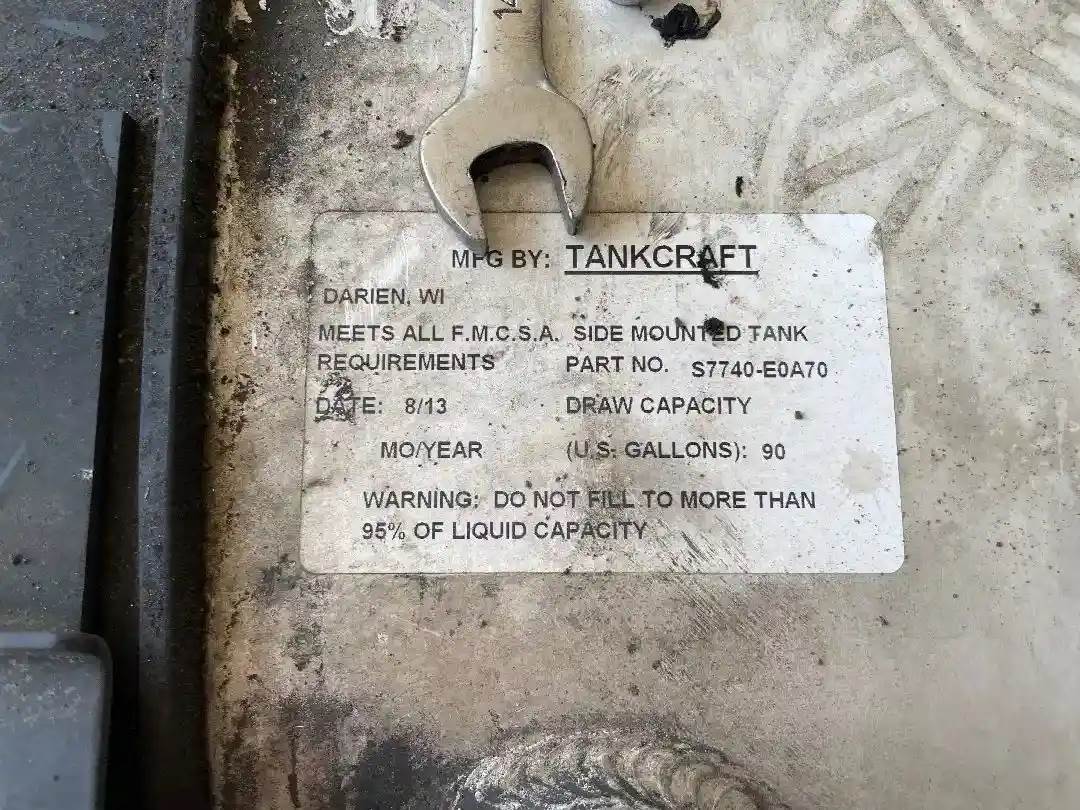 14
MFG BY: TANKCRAFT
DARIEN, WI
MEETS ALL F.M.C.S.A. SIDE MOUNTED TANK
REQUIREMENTS PART NO. S7740-E0A70
DATE: 8/13 DRAW CAPACITY
MO/YEAR (U.S. GALLONS): 90
WARNING: DO NOT FILL TO MORE THAN
95% OF LIQUID CAPACITY